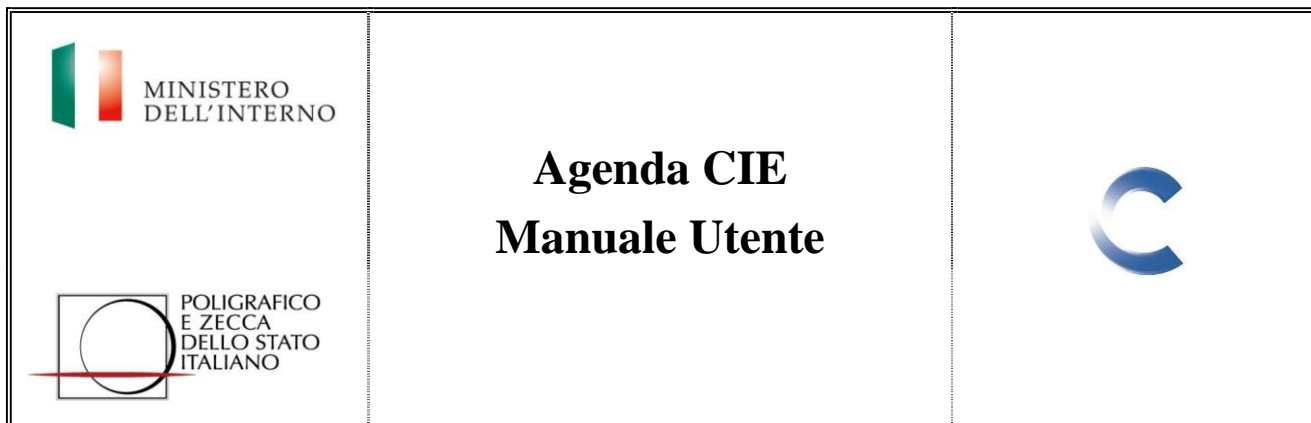 MINISTERO
DELL'INTERNO
POLIGRAFICO
E ZECCA
DELLO STATO
ITALIANO
Agenda CIE
Manuale Utente